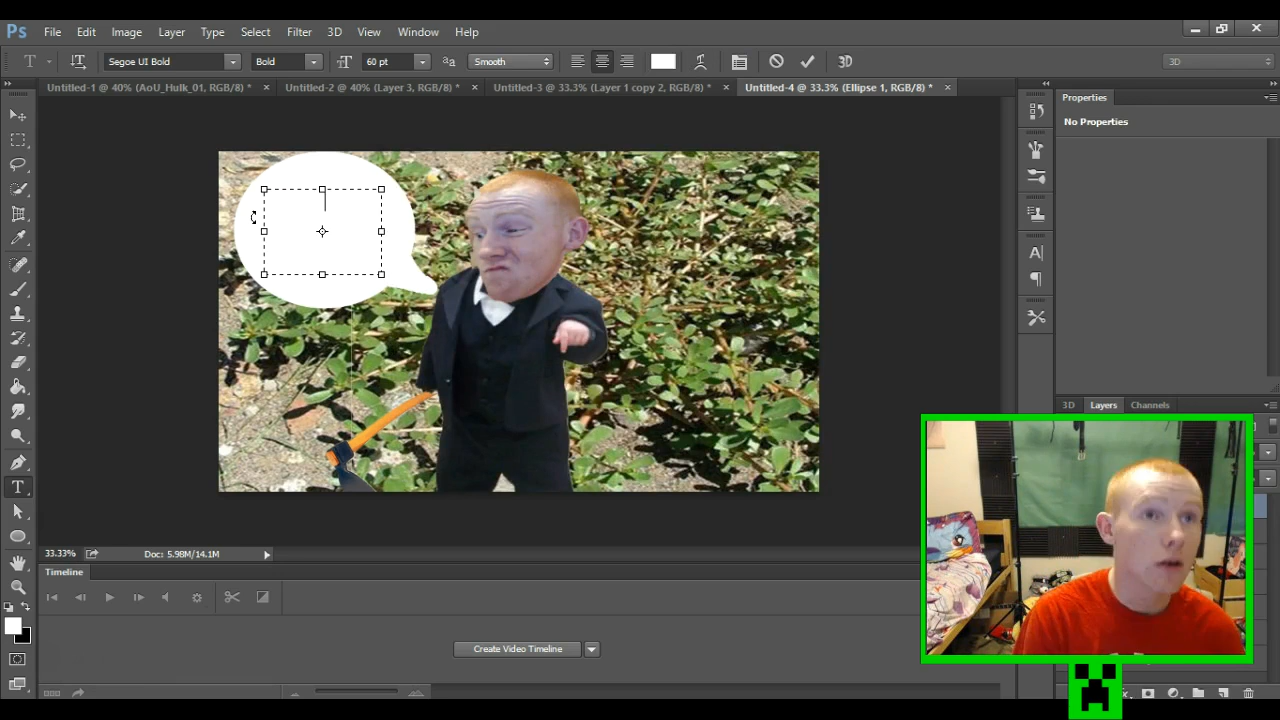 Ps File Edit Image Layer Type Select Filter 3D View Window Help
T Segoe UI Bold Bold 60 pt Smooth 3D 3D
Untitled-1 @ 40% (AoU_Hulk_01, RGB/8) * × Untitled-2 @ 40% (Layer 3, RGB/8) * × Untitled-3 @ 33.3% (Layer 1 copy 2, RGB/8) * × Untitled-4 @ 33.3% (Ellipse 1, RGB/8) * ×
Properties
No Properties
3D Layers Channels
33.33% Doc: 5.98M/14.1M
Timeline
Create Video Timeline
fx